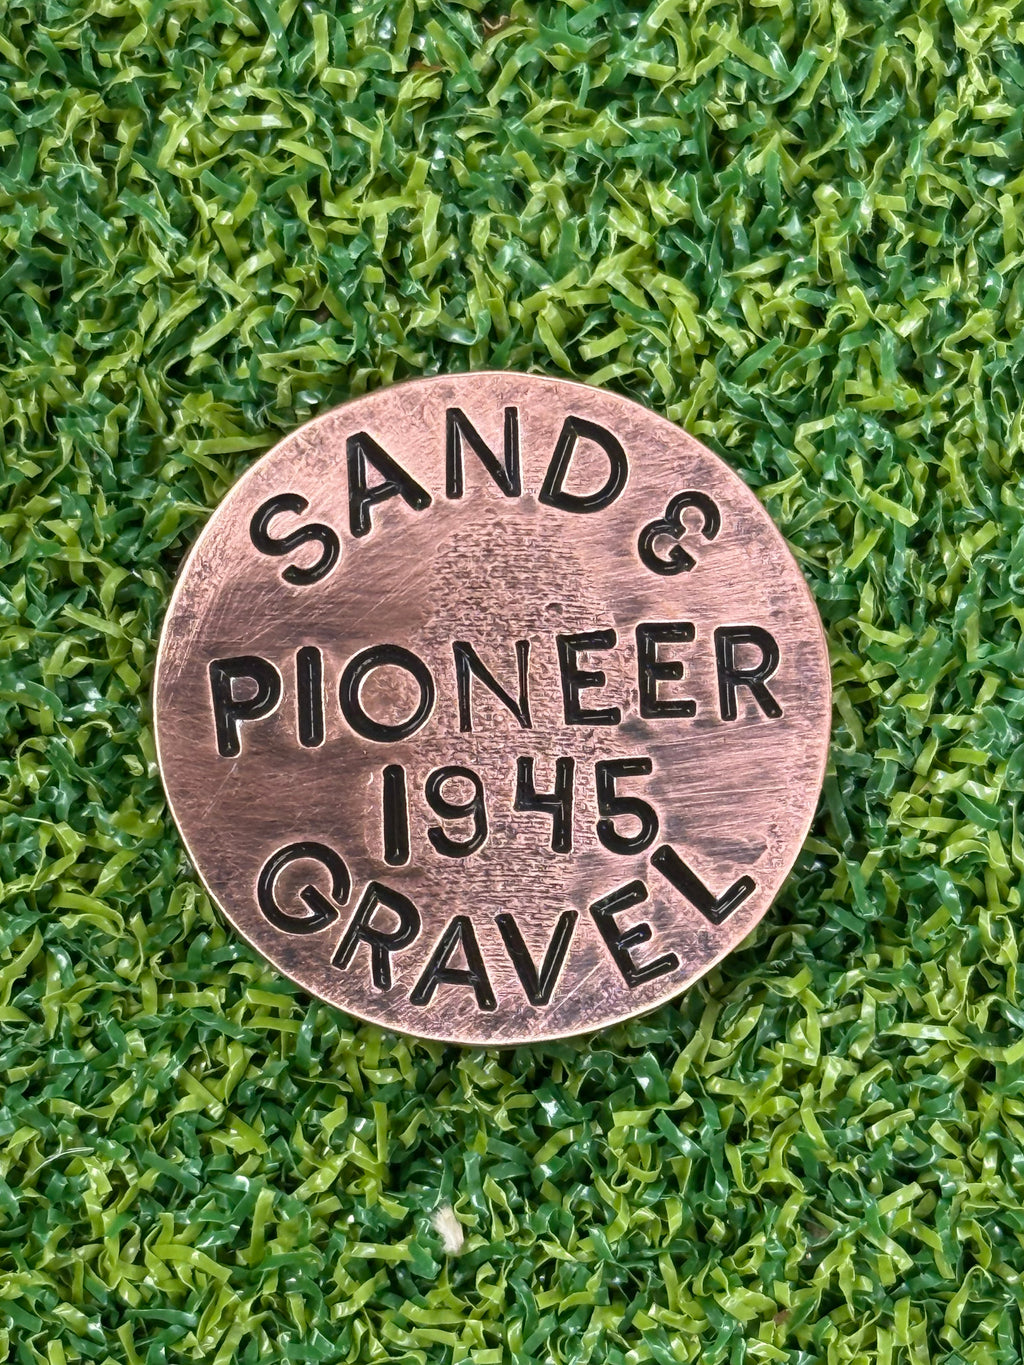 SAND &
PIONEER
1945
GRAVEL